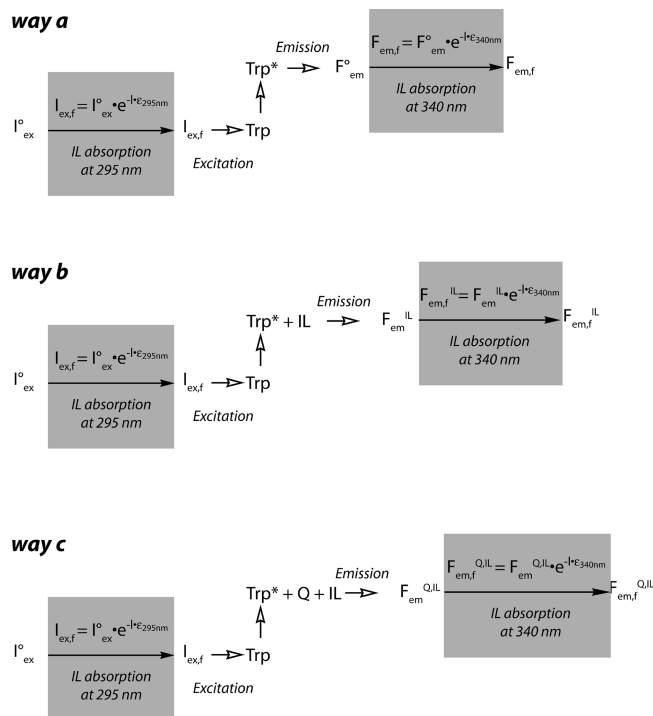 way a
Emission
Trp* F°em
Fem,f = F°em•e-l•ε340nm
Fem,f
IL absorption
at 340 nm
I°ex
Iex,f = I°ex•e-l•ε295nm
IL absorption
at 295 nm
Iex,f Trp
Excitation
way b
Emission
Trp* + IL FemIL
Fem,fIL = FemIL•e-l•ε340nm
Fem,fIL
IL absorption
at 340 nm
I°ex
Iex,f = I°ex•e-l•ε295nm
IL absorption
at 295 nm
Iex,f Trp
Excitation
way c
Emission
Trp* + Q + IL FemQ,IL
Fem,fQ,IL = FemQ,IL•e-l•ε340nm
Fem,fQ,IL
IL absorption
at 340 nm
I°ex
Iex,f = I°ex•e-l•ε295nm
IL absorption
at 295 nm
Iex,f Trp
Excitation